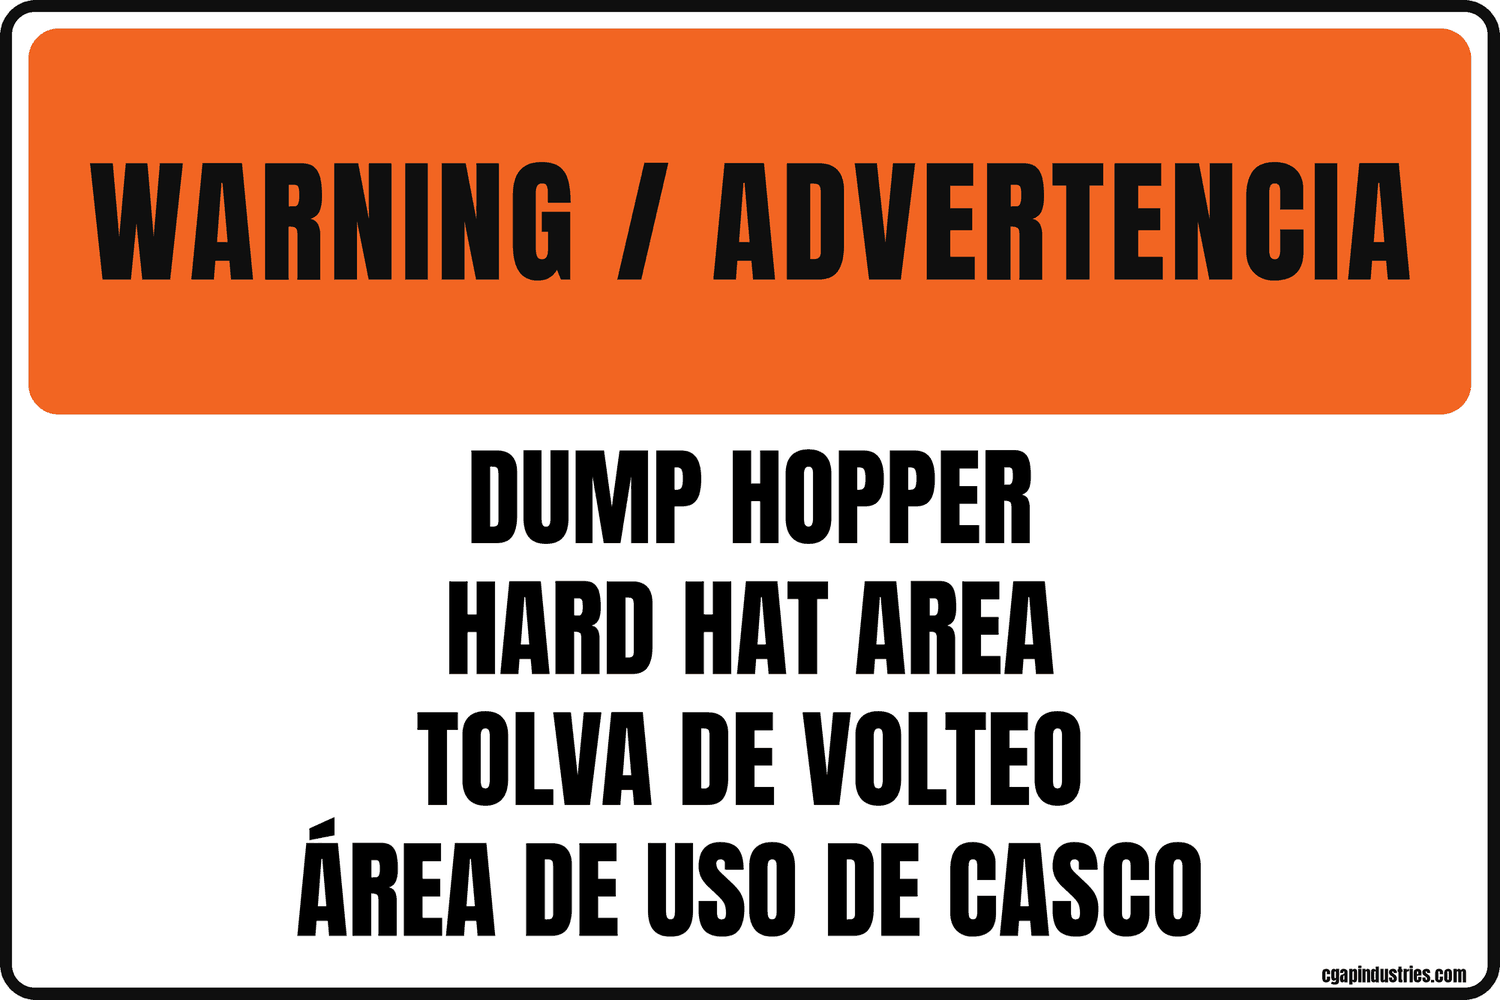 WARNING / ADVERTENCIA
DUMP HOPPER
HARD HAT AREA
TOLVA DE VOLTEO
ÁREA DE USO DE CASCO
cgapindustries.com